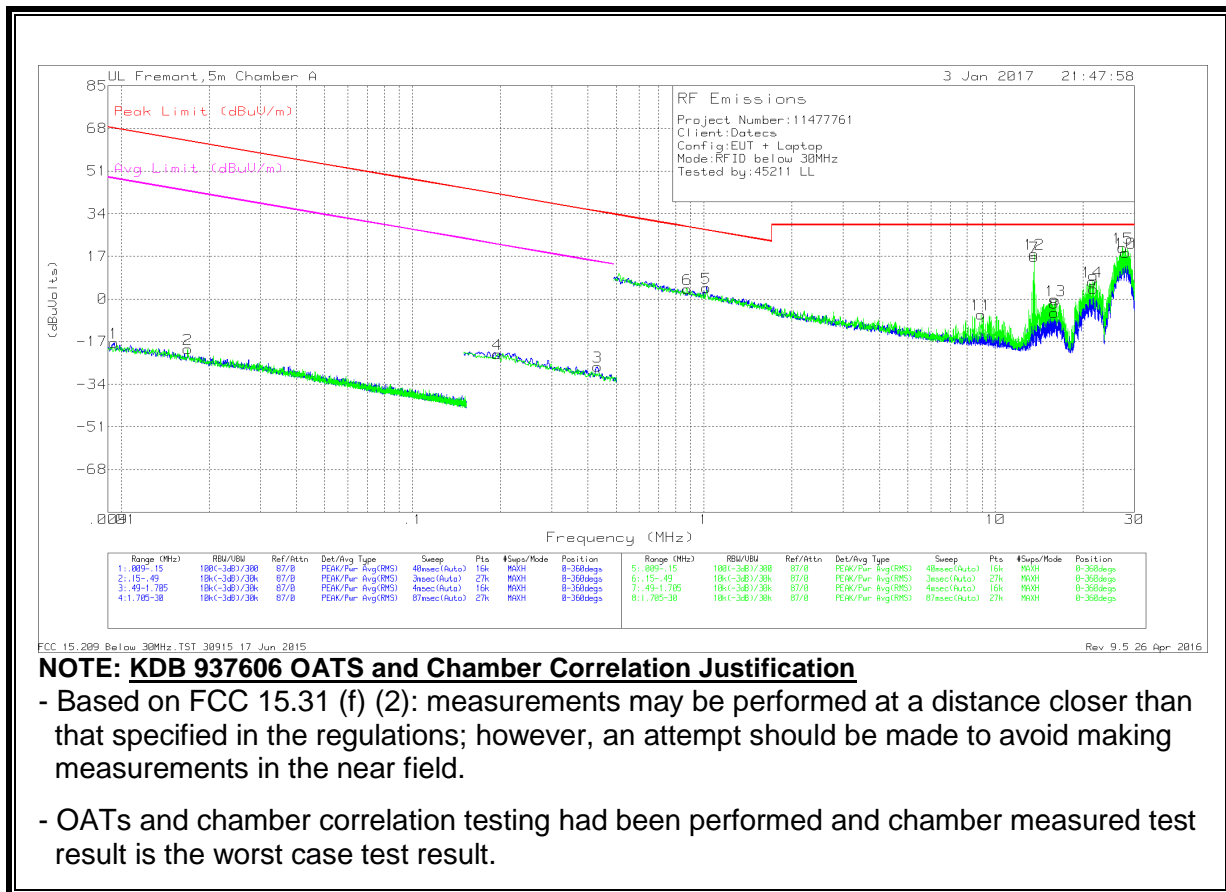 UL Fremont,5m Chamber A 3 Jan 2017 21:47:58
85
Peak Limit (dBuV/m)
RF Emissions
Project Number:11477761
Client:Datecs
Config:EUT + Laptop
Mode:RFID below 30MHz
Tested by:45211 LL
68
51
Avg Limit (dBuV/m)
34
17
0
-17
-34
-51
-68
(dBuVolts)
1
2
4
3
6
5
11
12
13
14
15
.1
1
10
30
Frequency (MHz)
Range (MHz) RBW/VBW Ref/Attn Det/Avg Type Sweep Pts #Swps/Mode Position
1:.009-.15 100(-3dB)/300 87/0 PEAK/Pwr Avg(RMS) 40msec(Auto) 16k MAXH 0-360degs
2:.15-.49 10k(-3dB)/30k 87/0 PEAK/Pwr Avg(RMS) 3msec(Auto) 27k MAXH 0-360degs
3:.49-1.705 10k(-3dB)/30k 87/0 PEAK/Pwr Avg(RMS) 4msec(Auto) 16k MAXH 0-360degs
4:1.705-30 10k(-3dB)/30k 87/0 PEAK/Pwr Avg(RMS) 87msec(Auto) 27k MAXH 0-360degs
Range (MHz) RBW/VBW Ref/Attn Det/Avg Type Sweep Pts #Swps/Mode Position
5:.009-.15 100(-3dB)/300 87/0 PEAK/Pwr Avg(RMS) 40msec(Auto) 16k MAXH 0-360degs
6:.15-.49 10k(-3dB)/30k 87/0 PEAK/Pwr Avg(RMS) 3msec(Auto) 27k MAXH 0-360degs
7:.49-1.705 10k(-3dB)/30k 87/0 PEAK/Pwr Avg(RMS) 4msec(Auto) 16k MAXH 0-360degs
8:1.705-30 10k(-3dB)/30k 87/0 PEAK/Pwr Avg(RMS) 87msec(Auto) 27k MAXH 0-360degs
FCC 15.209 Below 30MHz.TST 30915 17 Jun 2015 Rev 9.5 26 Apr 2016
NOTE: KDB 937606 OATS and Chamber Correlation Justification
- Based on FCC 15.31 (f) (2): measurements may be performed at a distance closer than
that specified in the regulations; however, an attempt should be made to avoid making
measurements in the near field.
- OATs and chamber correlation testing had been performed and chamber measured test
result is the worst case test result.